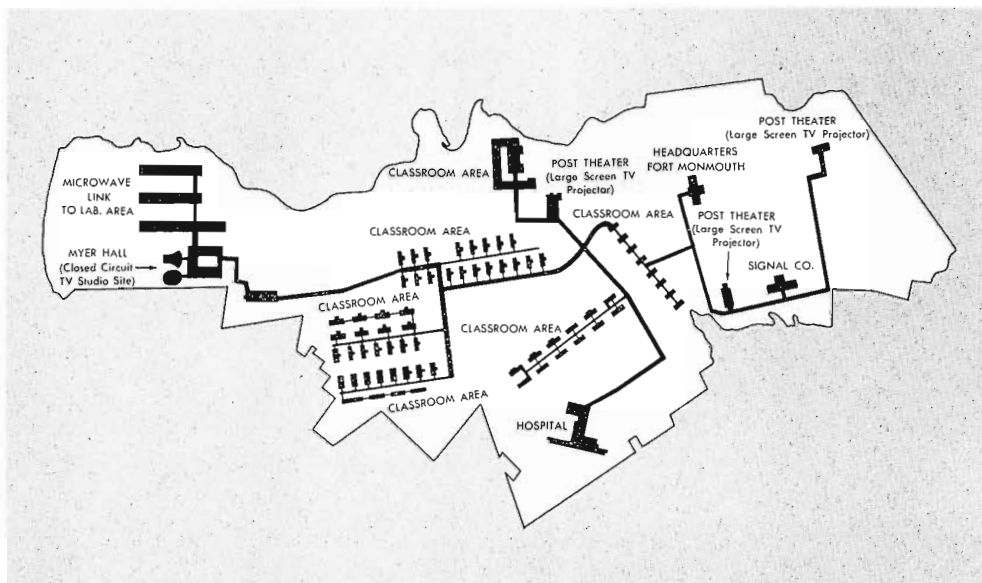 MICROWAVE
LINK
TO LAB. AREA
MYER HALL
(Closed Circuit
TV Studio Site)
CLASSROOM AREA
POST THEATER
(Large Screen TV
Projector)
CLASSROOM AREA
CLASSROOM AREA
HEADQUARTERS
FORT MONMOUTH
POST THEATER
(Large Screen TV Projector)
POST THEATER
(Large Screen TV
Projector)
SIGNAL CO.
CLASSROOM AREA
CLASSROOM AREA
CLASSROOM AREA
HOSPITAL